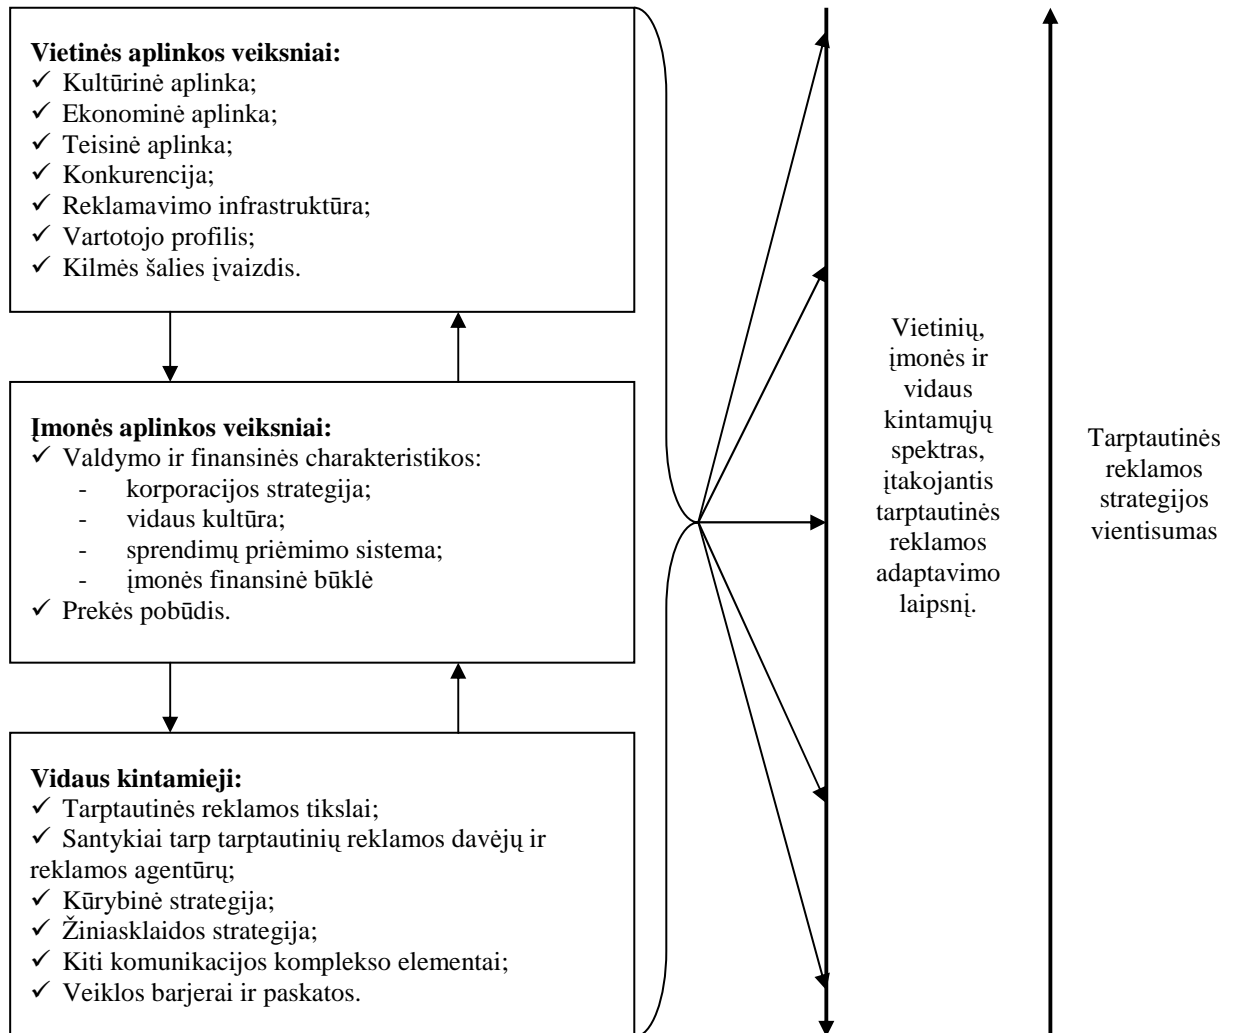 Vietinės aplinkos veiksniai:
✓ Kultūrinė aplinka;
✓ Ekonominė aplinka;
✓ Teisinė aplinka;
✓ Konkurencija;
✓ Reklamavimo infrastruktūra;
✓ Vartotojo profilis;
✓ Kilmės šalies įvaizdis.
Įmonės aplinkos veiksniai:
✓ Valdymo ir finansinės charakteristikos:
- korporacijos strategija;
- vidaus kultūra;
- sprendimų priėmimo sistema;
- įmonės finansinė būklė
✓ Prekės pobūdis.
Vidaus kintamieji:
✓ Tarptautinės reklamos tikslai;
✓ Santykiai tarp tarptautinių reklamos davėjų ir
reklamos agentūrų;
✓ Kūrybinė strategija;
✓ Žiniasklaidos strategija;
✓ Kiti komunikacijos komplekso elementai;
✓ Veiklos barjerai ir paskatos.
Vietinių,
įmonės ir
vidaus
kintamųjų
spektras,
įtakojantis
tarptautinės
reklamos
adaptavimo
laipsnį.
Tarptautinės
reklamos
strategijos
vientisumas